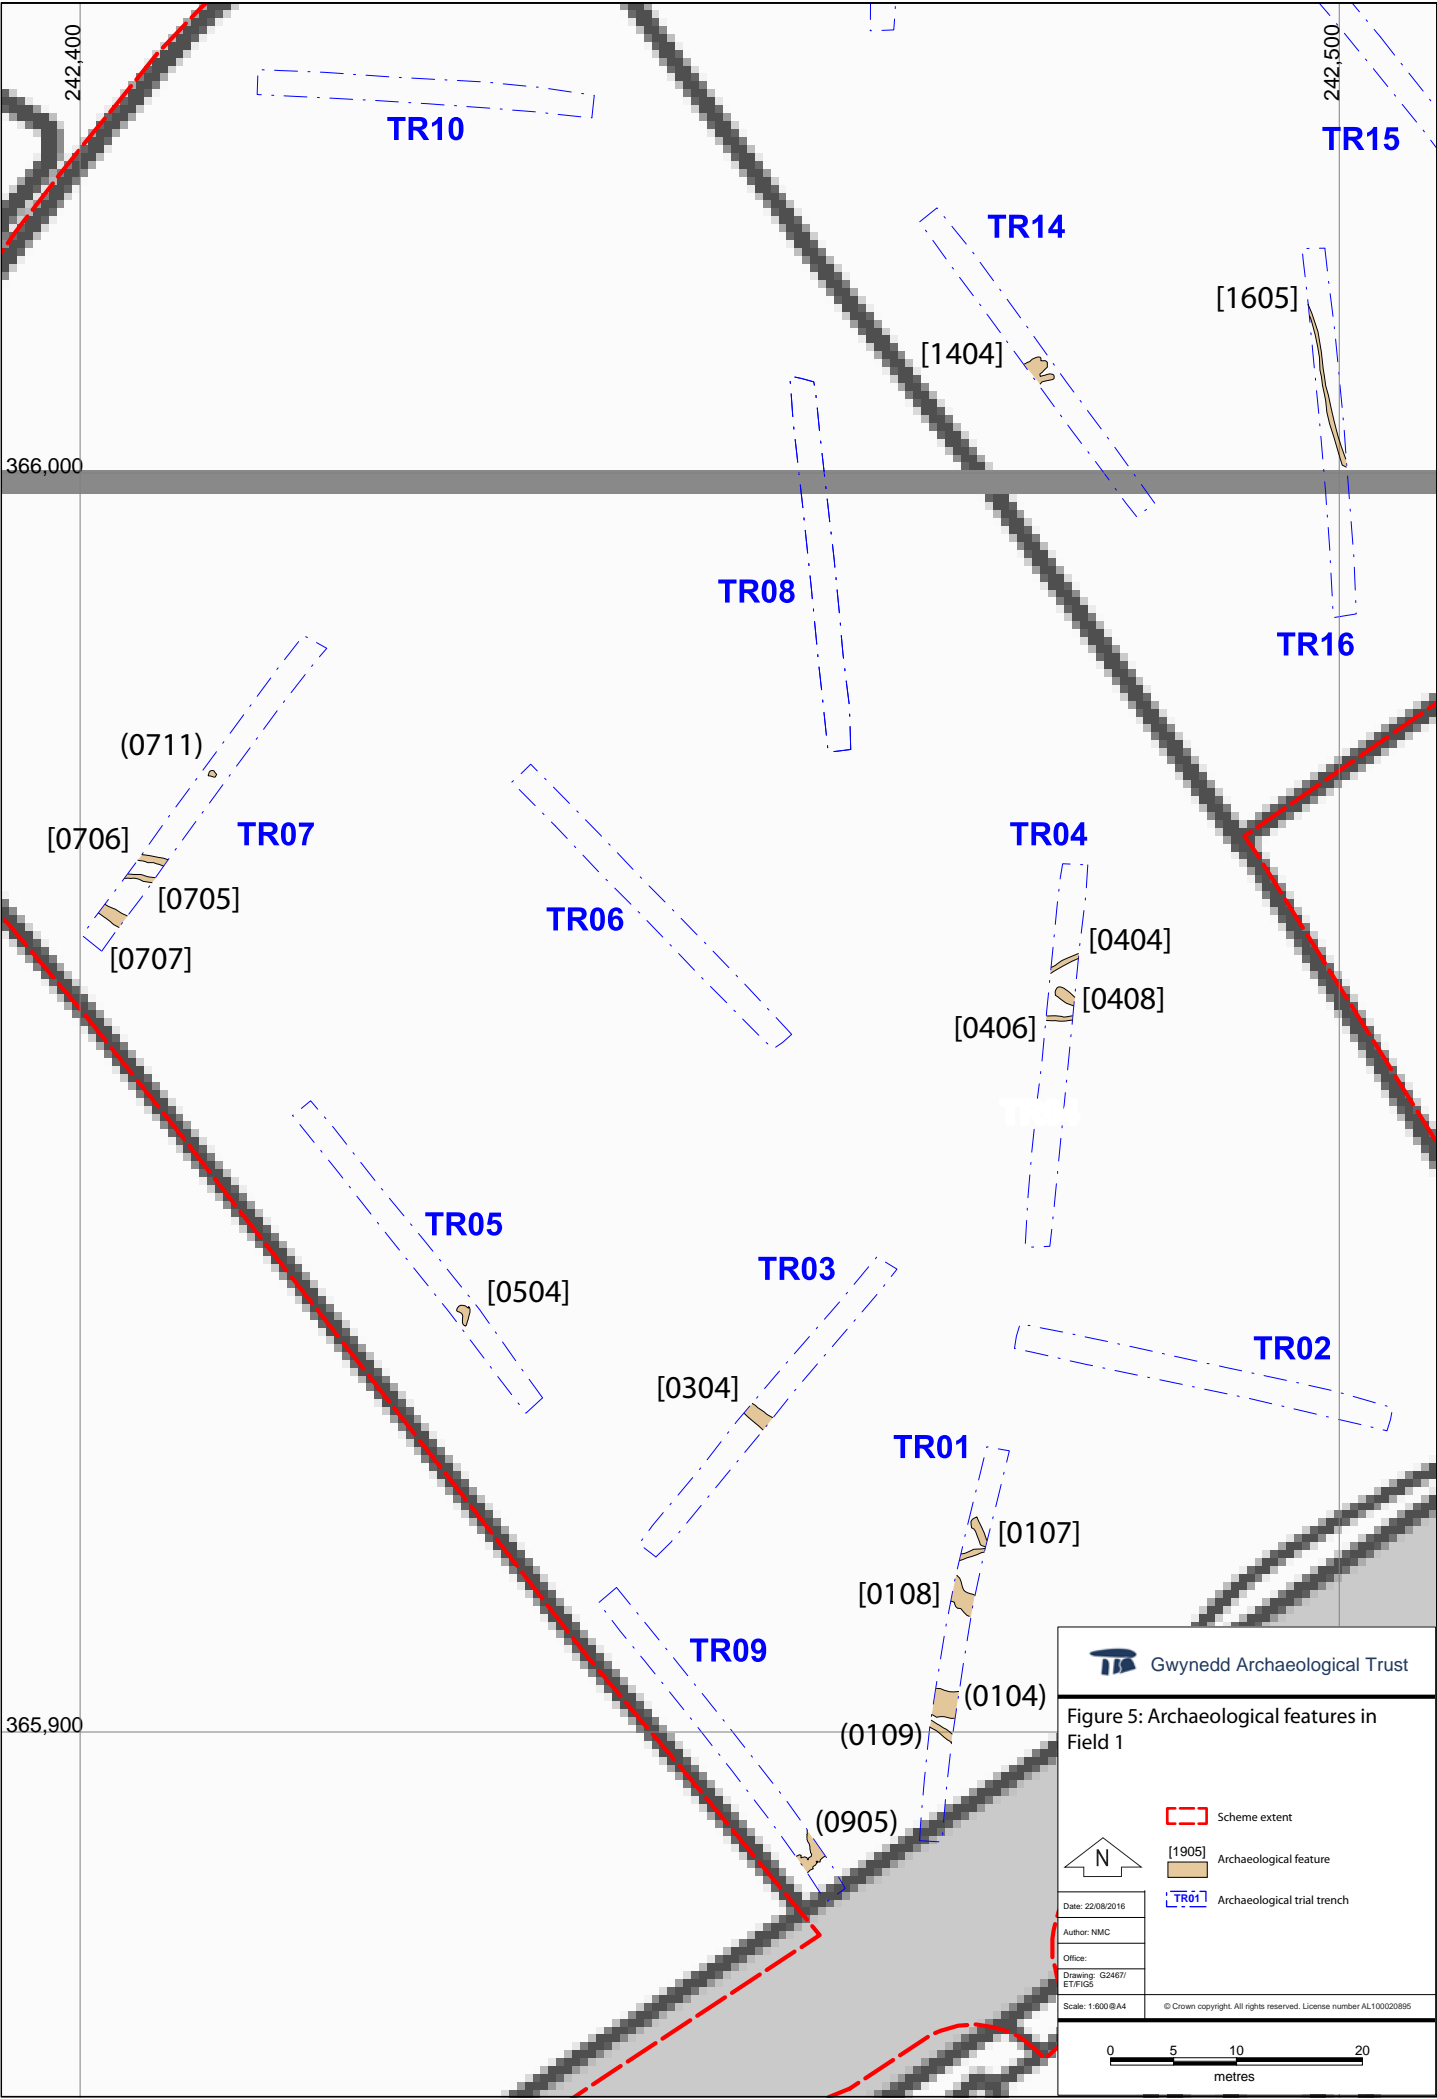 242,400
242,500
TR10
TR15
TR14
[1605]
[1404]
366,000
TR08
TR16
(0711)
[0706]
TR07
TR04
[0705]
TR06
[0404]
[0707]
[0408]
[0406]
TR05
TR03
[0504]
TR02
[0304]
TR01
[0107]
[0108]
TR09
(0104)
365,900
(0109)
(0905)
Gwynedd Archaeological Trust
Figure 5: Archaeological features in
Field 1
Scheme extent
N
[1905]
Archaeological feature
TR01
Archaeological trial trench
Date: 22/08/2016
Author: NMC
Office:
Drawing: G2467/
ET/FIG5
Scale: 1:600@A4
© Crown copyright. All rights reserved. License number AL100020895
0 5 10 20
metres